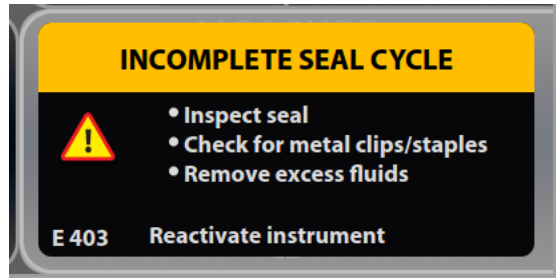 INCOMPLETE SEAL CYCLE
• Inspect seal
• Check for metal clips/staples
• Remove excess fluids
E 403 Reactivate instrument